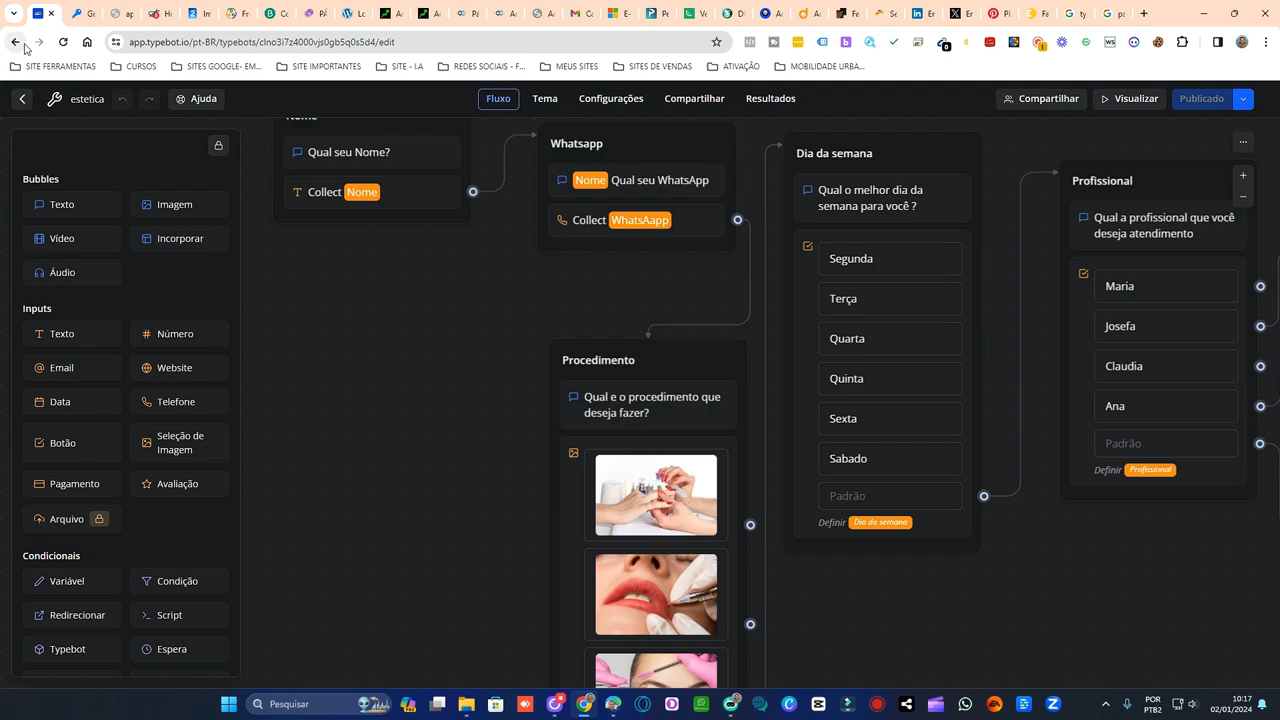 app.typebot.io/pt-BR/typebots/clno3i7z4000vjs0gb5q0s5d4/edit
SITE FERRAMENTAS
CURSOS
SITES GOOGLE - EM...
SITE IMPORTANTES
SITE - I.A
REDES SOCIAIS - F...
MEUS SITES
SITES DE VENDAS
ATIVAÇÃO
MOBILIDADE URBA...
estetica
Ajuda
Fluxo
Tema
Configurações
Compartilhar
Resultados
Compartilhar
Visualizar
Publicado
Bubbles
Texto
Imagem
Vídeo
Incorporar
Áudio
Inputs
Texto
Número
Email
Website
Data
Telefone
Botão
Seleção de
Imagem
Pagamento
Avaliação
Arquivo
Condicionais
Variável
Condição
Redirecionar
Script
Typebot
Espera
Nome
Qual seu Nome?
Collect Nome
Whatsapp
Nome Qual seu WhatsApp
Collect WhatsAapp
Procedimento
Qual e o procedimento que
deseja fazer?
Dia da semana
Qual o melhor dia da
semana para você ?
Segunda
Terça
Quarta
Quinta
Sexta
Sabado
Padrão
Definir Dia da semana
Profissional
Qual a profissional que você
deseja atendimento
Maria
Josefa
Claudia
Ana
Padrão
Definir Profissional
Pesquisar
POR
PTB2
10:17
02/01/2024